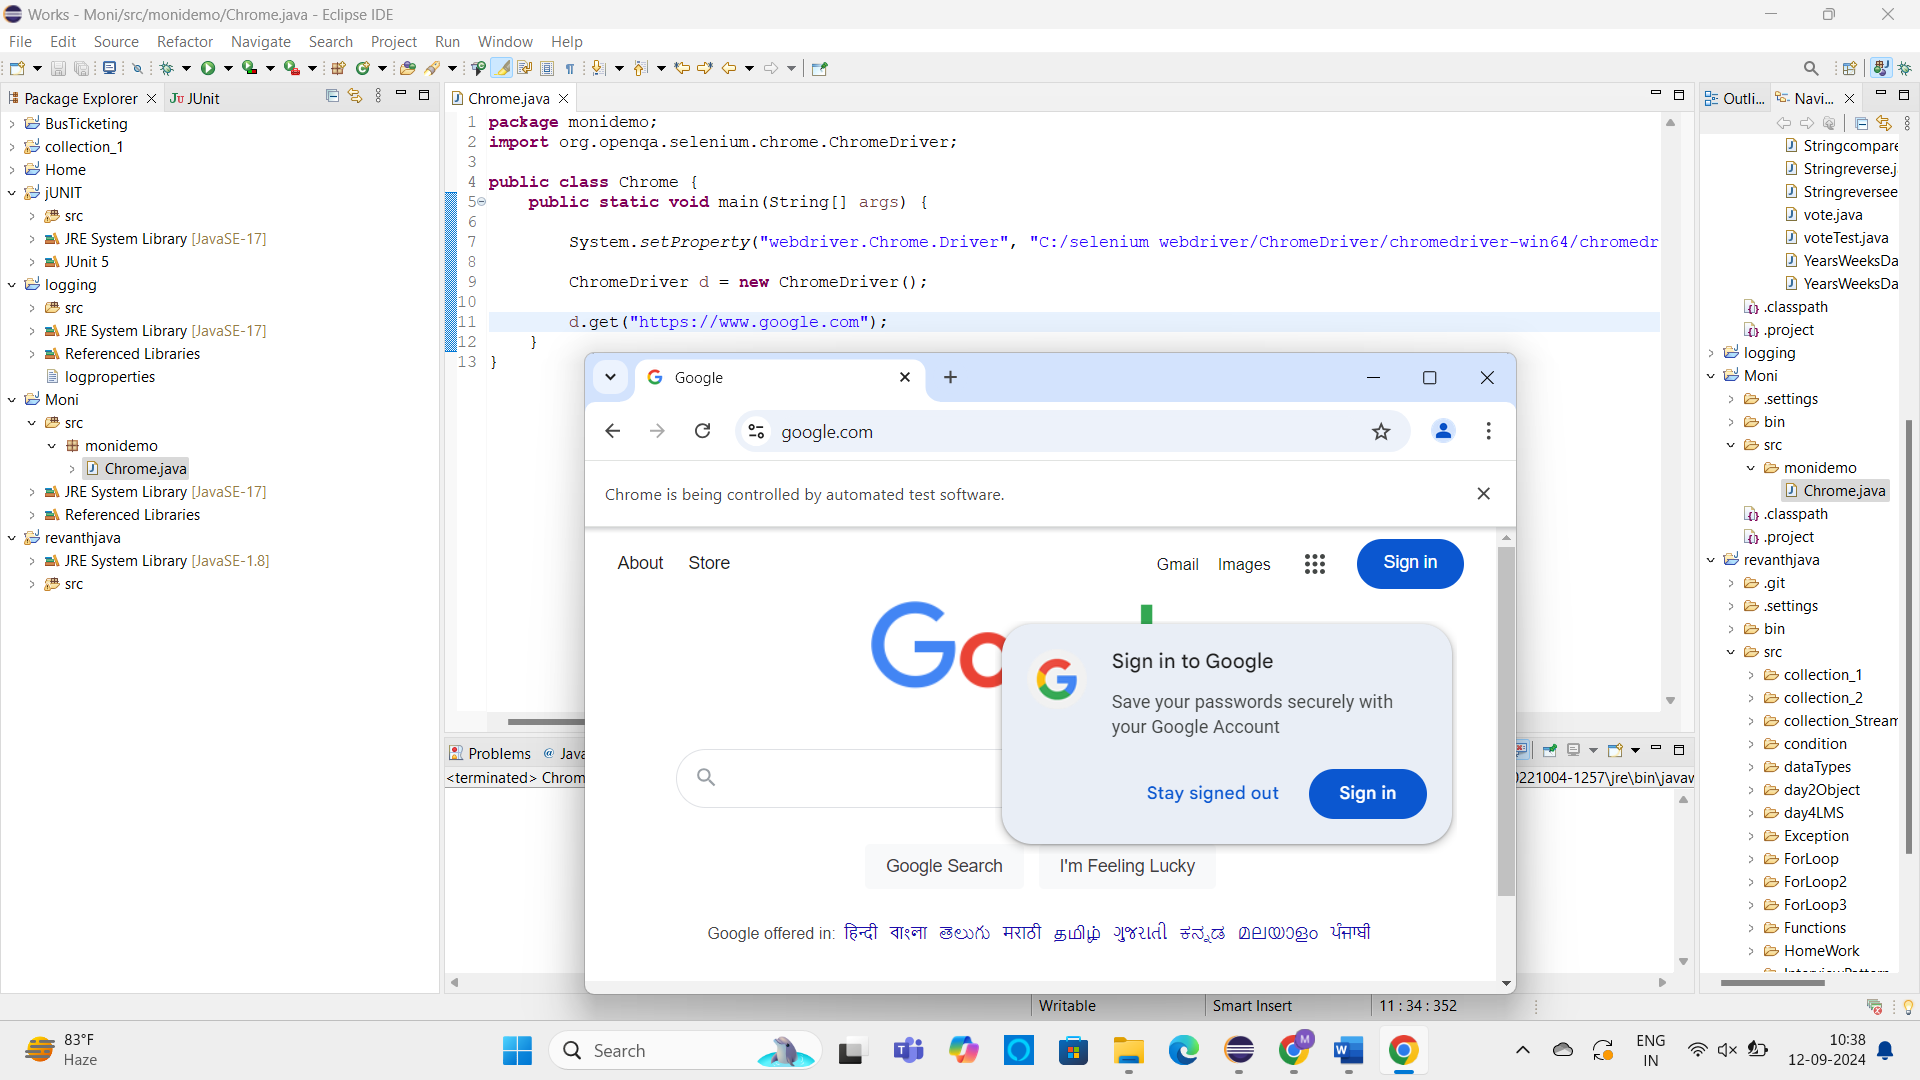 Works - Moni/src/monidemo/Chrome.java - Eclipse IDE
File Edit Source Refactor Navigate Search Project Run Window Help
Package Explorer
JUnit
BusTicketing
collection_1
Home
jUNIT
src
JRE System Library [JavaSE-17]
JUnit 5
logging
src
JRE System Library [JavaSE-17]
Referenced Libraries
logproperties
Moni
src
monidemo
Chrome.java
JRE System Library [JavaSE-17]
Referenced Libraries
revanthjava
JRE System Library [JavaSE-1.8]
src
Chrome.java
1 package monidemo;
2 import org.openqa.selenium.chrome.ChromeDriver;
3
4 public class Chrome {
5 public static void main(String[] args) {
6
7 System.setProperty("webdriver.Chrome.Driver", "C:/selenium webdriver/ChromeDriver/chromedriver-win64/chromedr
8
9 ChromeDriver d = new ChromeDriver();
10
11 d.get("https://www.google.com");
12 }
13 }
Problems @ Java
<terminated> Chrom
0221004-1257\jre\bin\javaw
Google
google.com
Chrome is being controlled by automated test software.
About Store
Gmail Images
Sign in
Go
Sign in to Google
Save your passwords securely with
your Google Account
Stay signed out
Sign in
Google Search
I'm Feeling Lucky
Google offered in: हिन्दी বাংলা తెలుగు मराठी தமிழ் ગુજરાતી ಕನ್ನಡ മലയാളം ਪੰਜਾਬੀ
Outli...
Navi...
Stringcompare
Stringreverse.j
Stringreversee
vote.java
voteTest.java
YearsWeeksDa
YearsWeeksDa
.classpath
.project
logging
Moni
.settings
bin
src
monidemo
Chrome.java
.classpath
.project
revanthjava
.git
.settings
bin
src
collection_1
collection_2
collection_Stream
condition
dataTypes
day2Object
day4LMS
Exception
ForLoop
ForLoop2
ForLoop3
Functions
HomeWork
Writable
Smart Insert
11 : 34 : 352
83°F
Haze
Search
M
ENG
IN
10:38
12-09-2024